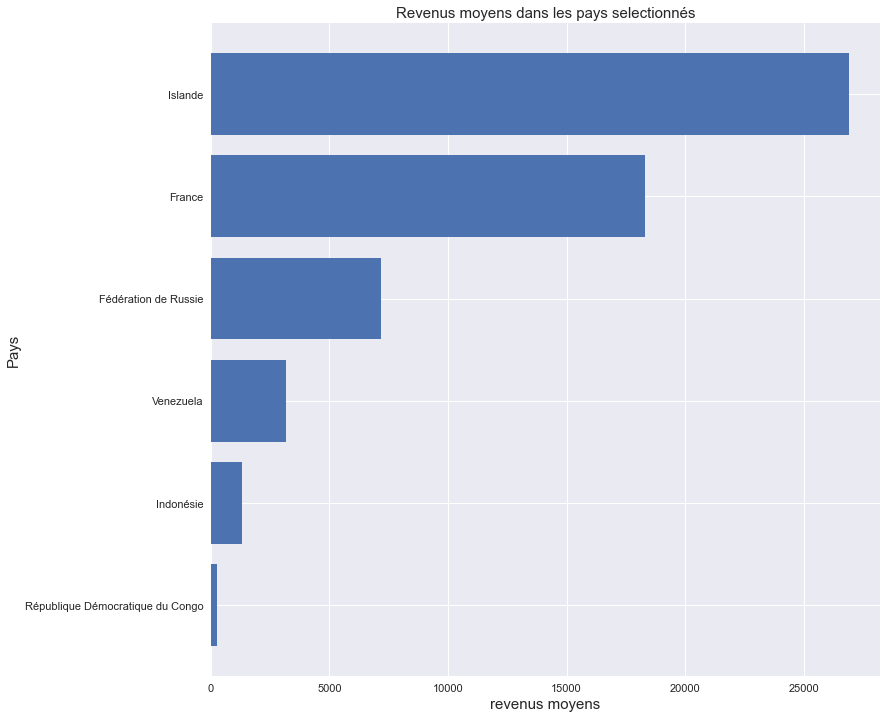 Revenus moyens dans les pays selectionnés
Pays
Islande
France
Fédération de Russie
Venezuela
Indonésie
République Démocratique du Congo
0 5000 10000 15000 20000 25000
revenus moyens